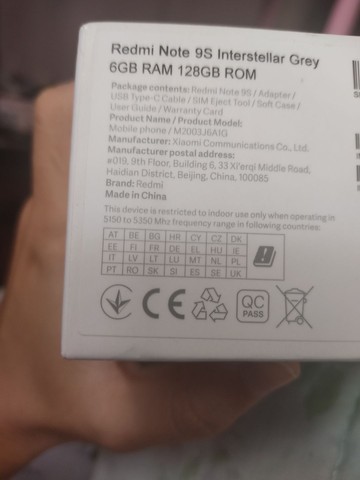 Redmi Note 9S Interstellar Grey
6GB RAM 128GB ROM
Package contents: Redmi Note 9S / Adapter /
USB Type-C Cable / SIM Eject Tool / Soft Case /
User Guide / Warranty Card
Product Name / Product Model:
Mobile phone / M2003J6A1G
Manufacturer: Xiaomi Communications Co., Ltd.
Manufacturer postal address:
#019, 9th Floor, Building 6, 33 Xi'erqi Middle Road,
Haidian District, Beijing, China, 100085
Brand: Redmi
Made in China
This device is restricted to indoor use only when operating in
5150 to 5350 Mhz frequency range in following countries:
AT BE BG HR CY CZ DK
EE FI FR DE EL HU IE
IT LV LT LU MT NL PL
PT RO SK SI ES SE UK
CE
QC
PASS